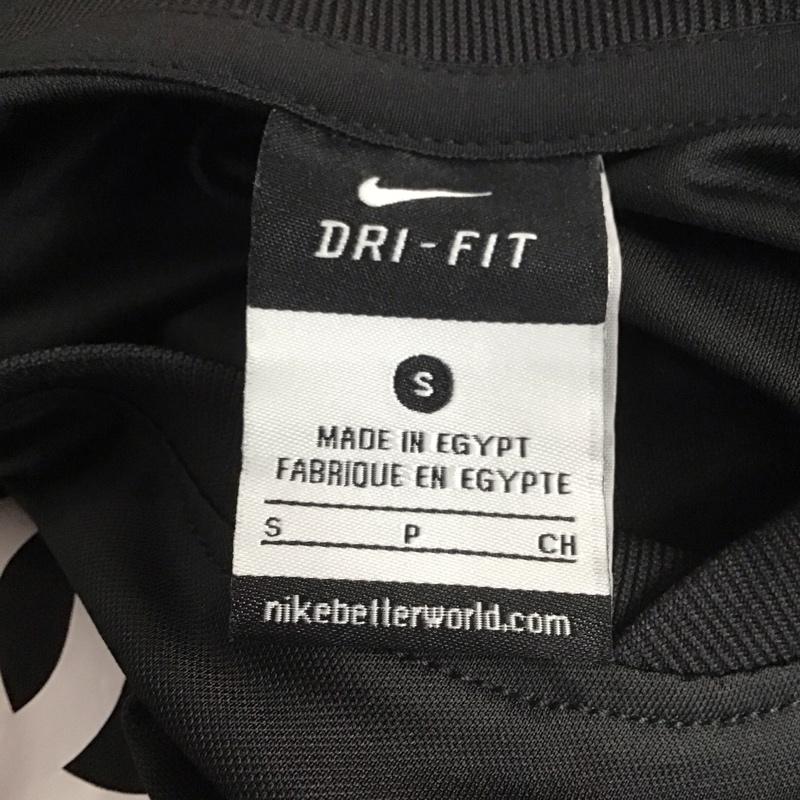 DRI-FIT
S
MADE IN EGYPT
FABRIQUE EN EGYPTE
S P CH
nikebetterworld.com